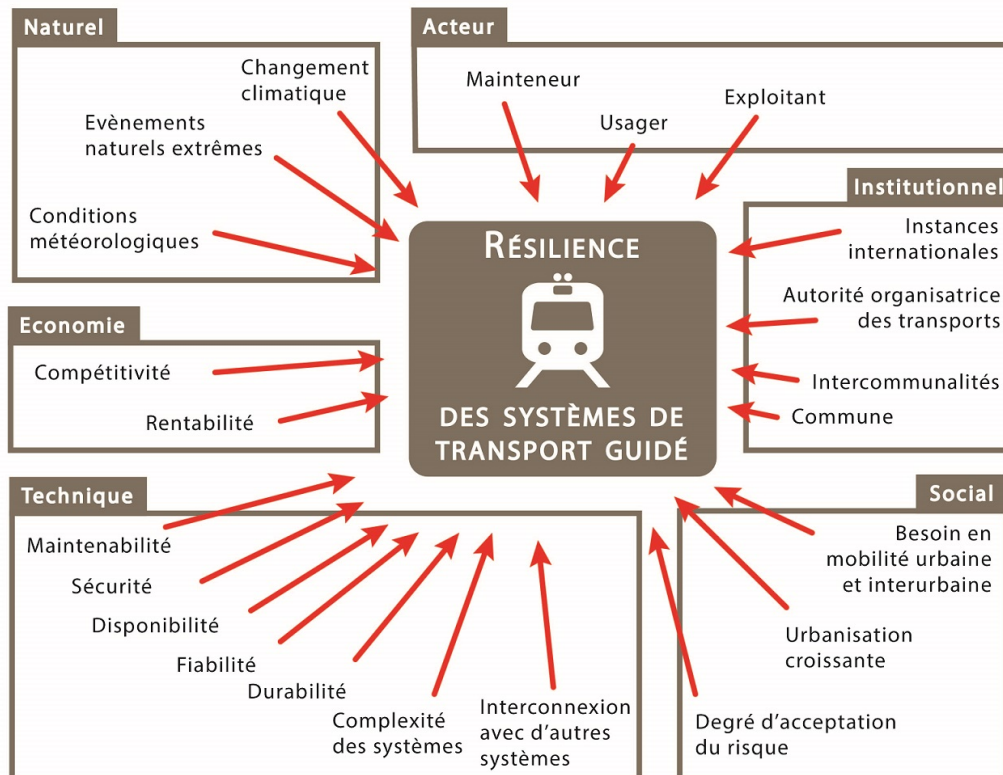 Naturel
Changement
climatique
Evènements
naturels extrêmes
Conditions
météorologiques
Acteur
Mainteneur
Usager
Exploitant
Institutionnel
Instances
internationales
Autorité organisatrice
des transports
Intercommunalités
Commune
RÉSILIENCE
DES SYSTÈMES DE
TRANSPORT GUIDÉ
Economie
Compétitivité
Rentabilité
Technique
Maintenabilité
Sécurité
Disponibilité
Fiabilité
Durabilité
Complexité
des systèmes
Interconnexion
avec d'autres
systèmes
Social
Besoin en
mobilité urbaine
et interurbaine
Urbanisation
croissante
Degré d'acceptation
du risque